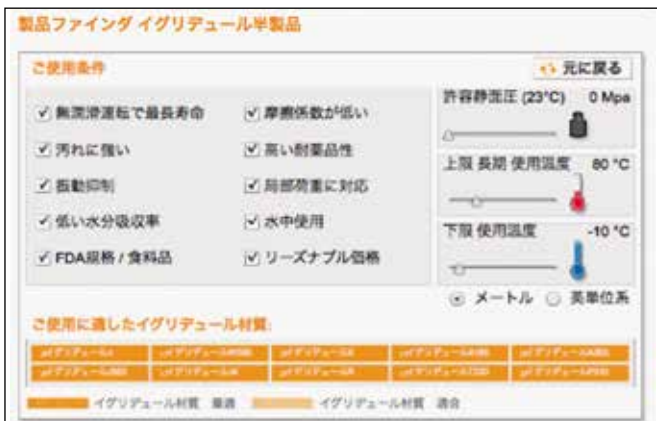 製品ファインダ イグリデュール半製品
ご使用条件
元に戻る
無潤滑運転で最長寿命
摩擦係数が低い
汚れに強い
高い耐薬品性
振動抑制
局部荷重に対応
低い水分吸収率
水中使用
FDA規格 / 食料品
リーズナブル価格
許容静面圧 (23°C) 0 Mpa
上限 長期 使用温度 80 °C
下限 使用温度 -10 °C
メートル 英単位系
ご使用に適したイグリデュール材質:
イグリデュール材質 最適 イグリデュール材質 適合